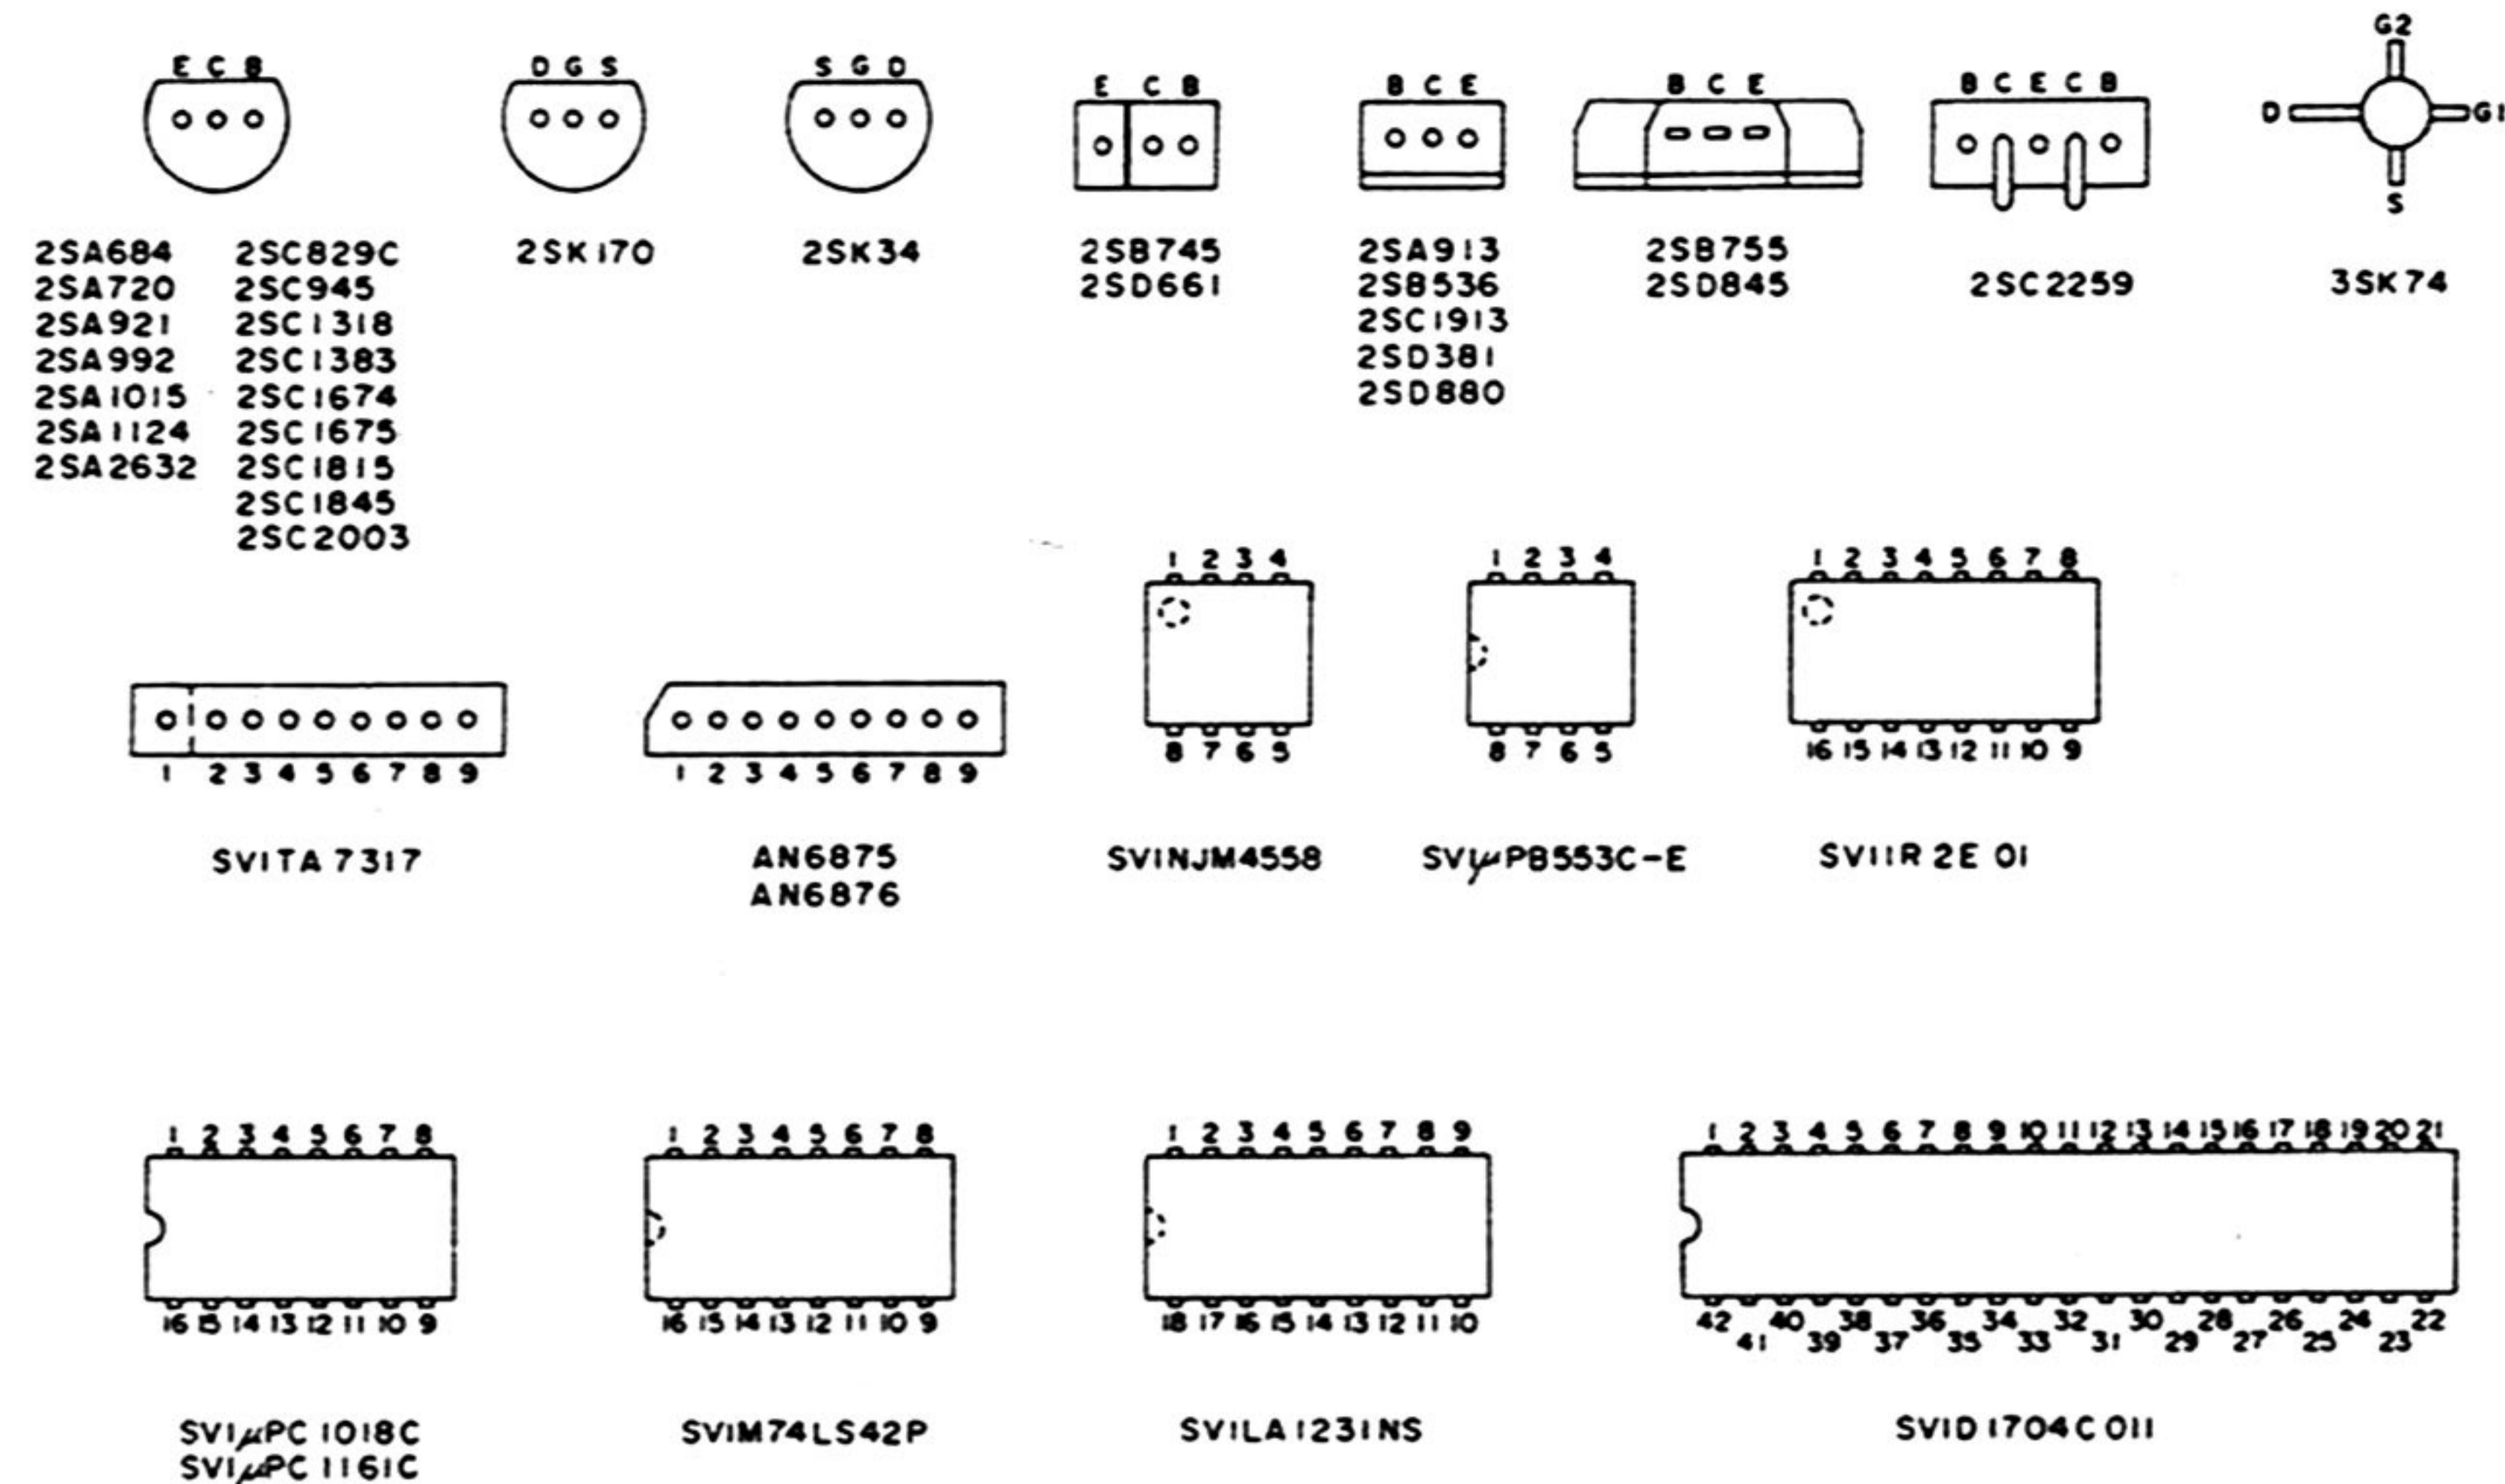 E C B
D G S
S G D
E C B
B C E
B C E
B C E C B
G2
D
G1
S
2SA684 2SC829C
2SA720 2SC945
2SA921 2SC1318
2SA992 2SC1383
2SA1015 2SC1674
2SA1124 2SC1675
2SA2632 2SC1815
2SC1845
2SC2003
2SK170
2SK34
2SB745
2SD661
2SA913
2SB536
2SC1913
2SD381
2SD880
2SB755
2SD845
2SC2259
3SK74
1 2 3 4 5 6 7 8 9
SVITA7317
1 2 3 4 5 6 7 8 9
AN6875
AN6876
1 2 3 4
8 7 6 5
SVINJM4558
1 2 3 4
8 7 6 5
SVIμPB553C-E
1 2 3 4 5 6 7 8
16 15 14 13 12 11 10 9
SVIIR2E01
1 2 3 4 5 6 7 8
16 15 14 13 12 11 10 9
SVIμPC1018C
SVIμPC1161C
1 2 3 4 5 6 7 8
16 15 14 13 12 11 10 9
SVIM74LS42P
1 2 3 4 5 6 7 8 9
18 17 16 15 14 13 12 11 10
SVILA1231NS
1 2 3 4 5 6 7 8 9 10 11 12 13 14 15 16 17 18 19 20 21
42 41 40 39 38 37 36 35 34 33 32 31 30 29 28 27 26 25 24 23 22
SVID1704C011